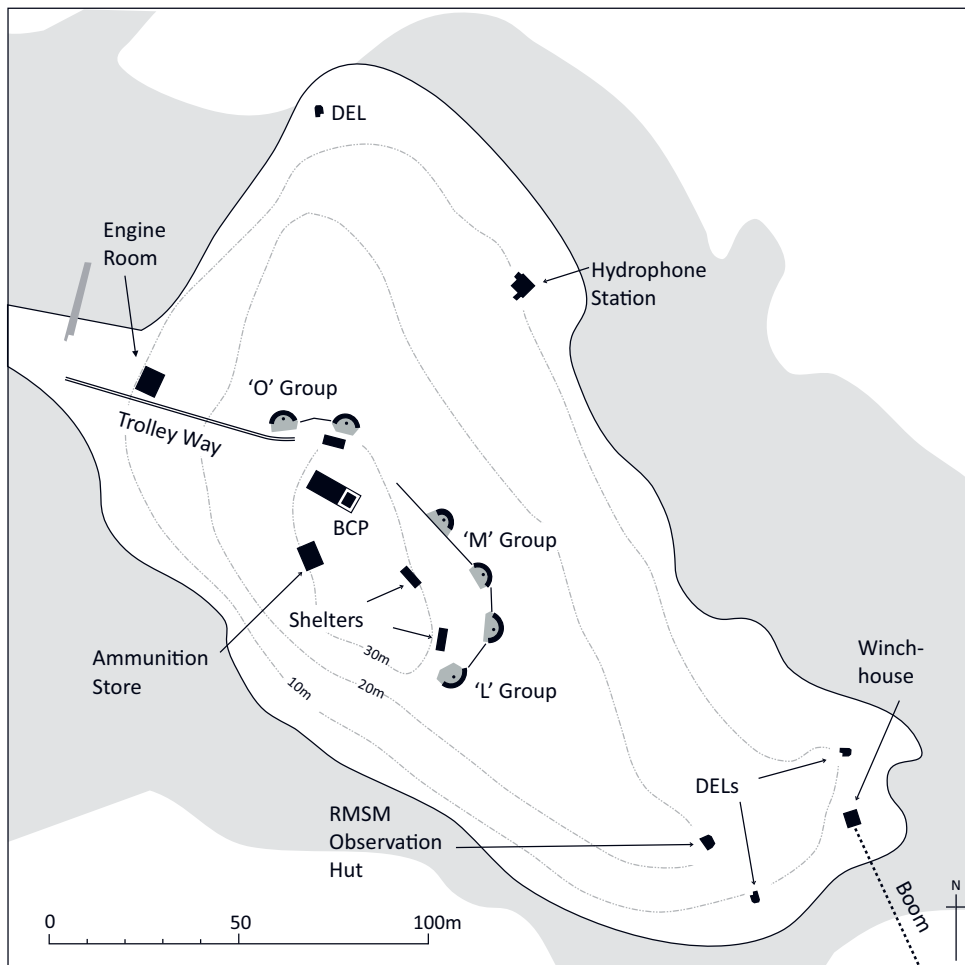 DEL
Engine
Room
Hydrophone
Station
'O' Group
Trolley Way
BCP
'M' Group
Shelters
Ammunition
Store
30m
20m
10m
'L' Group
Winch-
house
DELs
RMSM
Observation
Hut
Boom
N
0 50 100m